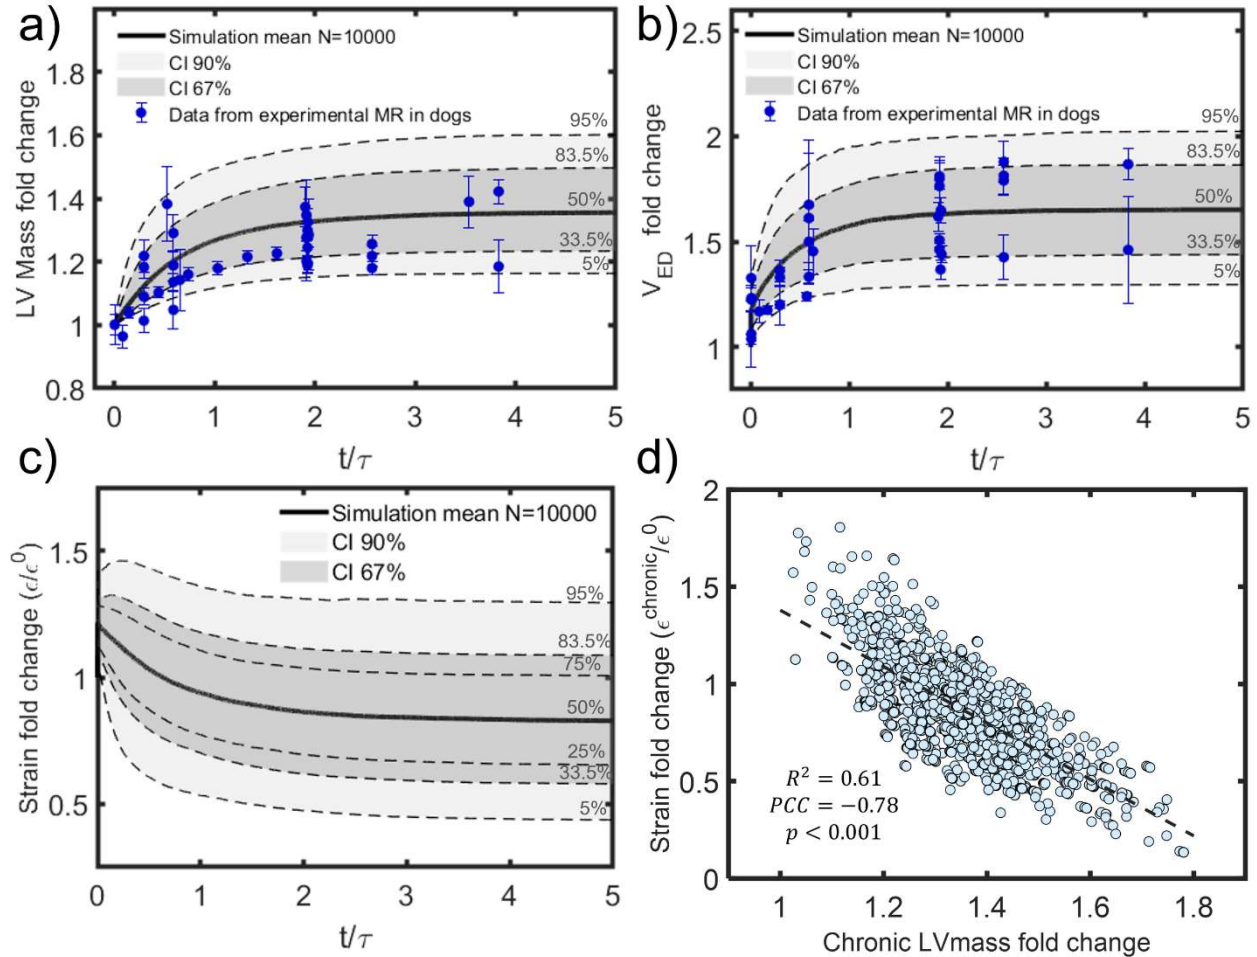 a)
Simulation mean N=10000
CI 90%
CI 67%
Data from experimental MR in dogs
95%
83.5%
50%
33.5%
5%
LV Mass fold change
1.8
1.6
1.4
1.2
1
0.8
0 1 2 3 4 5
t/τ
b)
Simulation mean N=10000
CI 90%
CI 67%
Data from experimental MR in dogs
95%
83.5%
50%
33.5%
5%
V_ED fold change
2.5
2
1.5
1
0 1 2 3 4 5
t/τ
c)
Simulation mean N=10000
CI 90%
CI 67%
95%
83.5%
75%
50%
25%
33.5%
5%
Strain fold change (ϵ/ϵ⁰)
1.5
1
0.5
0 1 2 3 4 5
t/τ
d)
Strain fold change (ϵ^chronic/ϵ⁰)
2
1.5
1
0.5
0
R² = 0.61
PCC = −0.78
p < 0.001
1 1.2 1.4 1.6 1.8
Chronic LVmass fold change